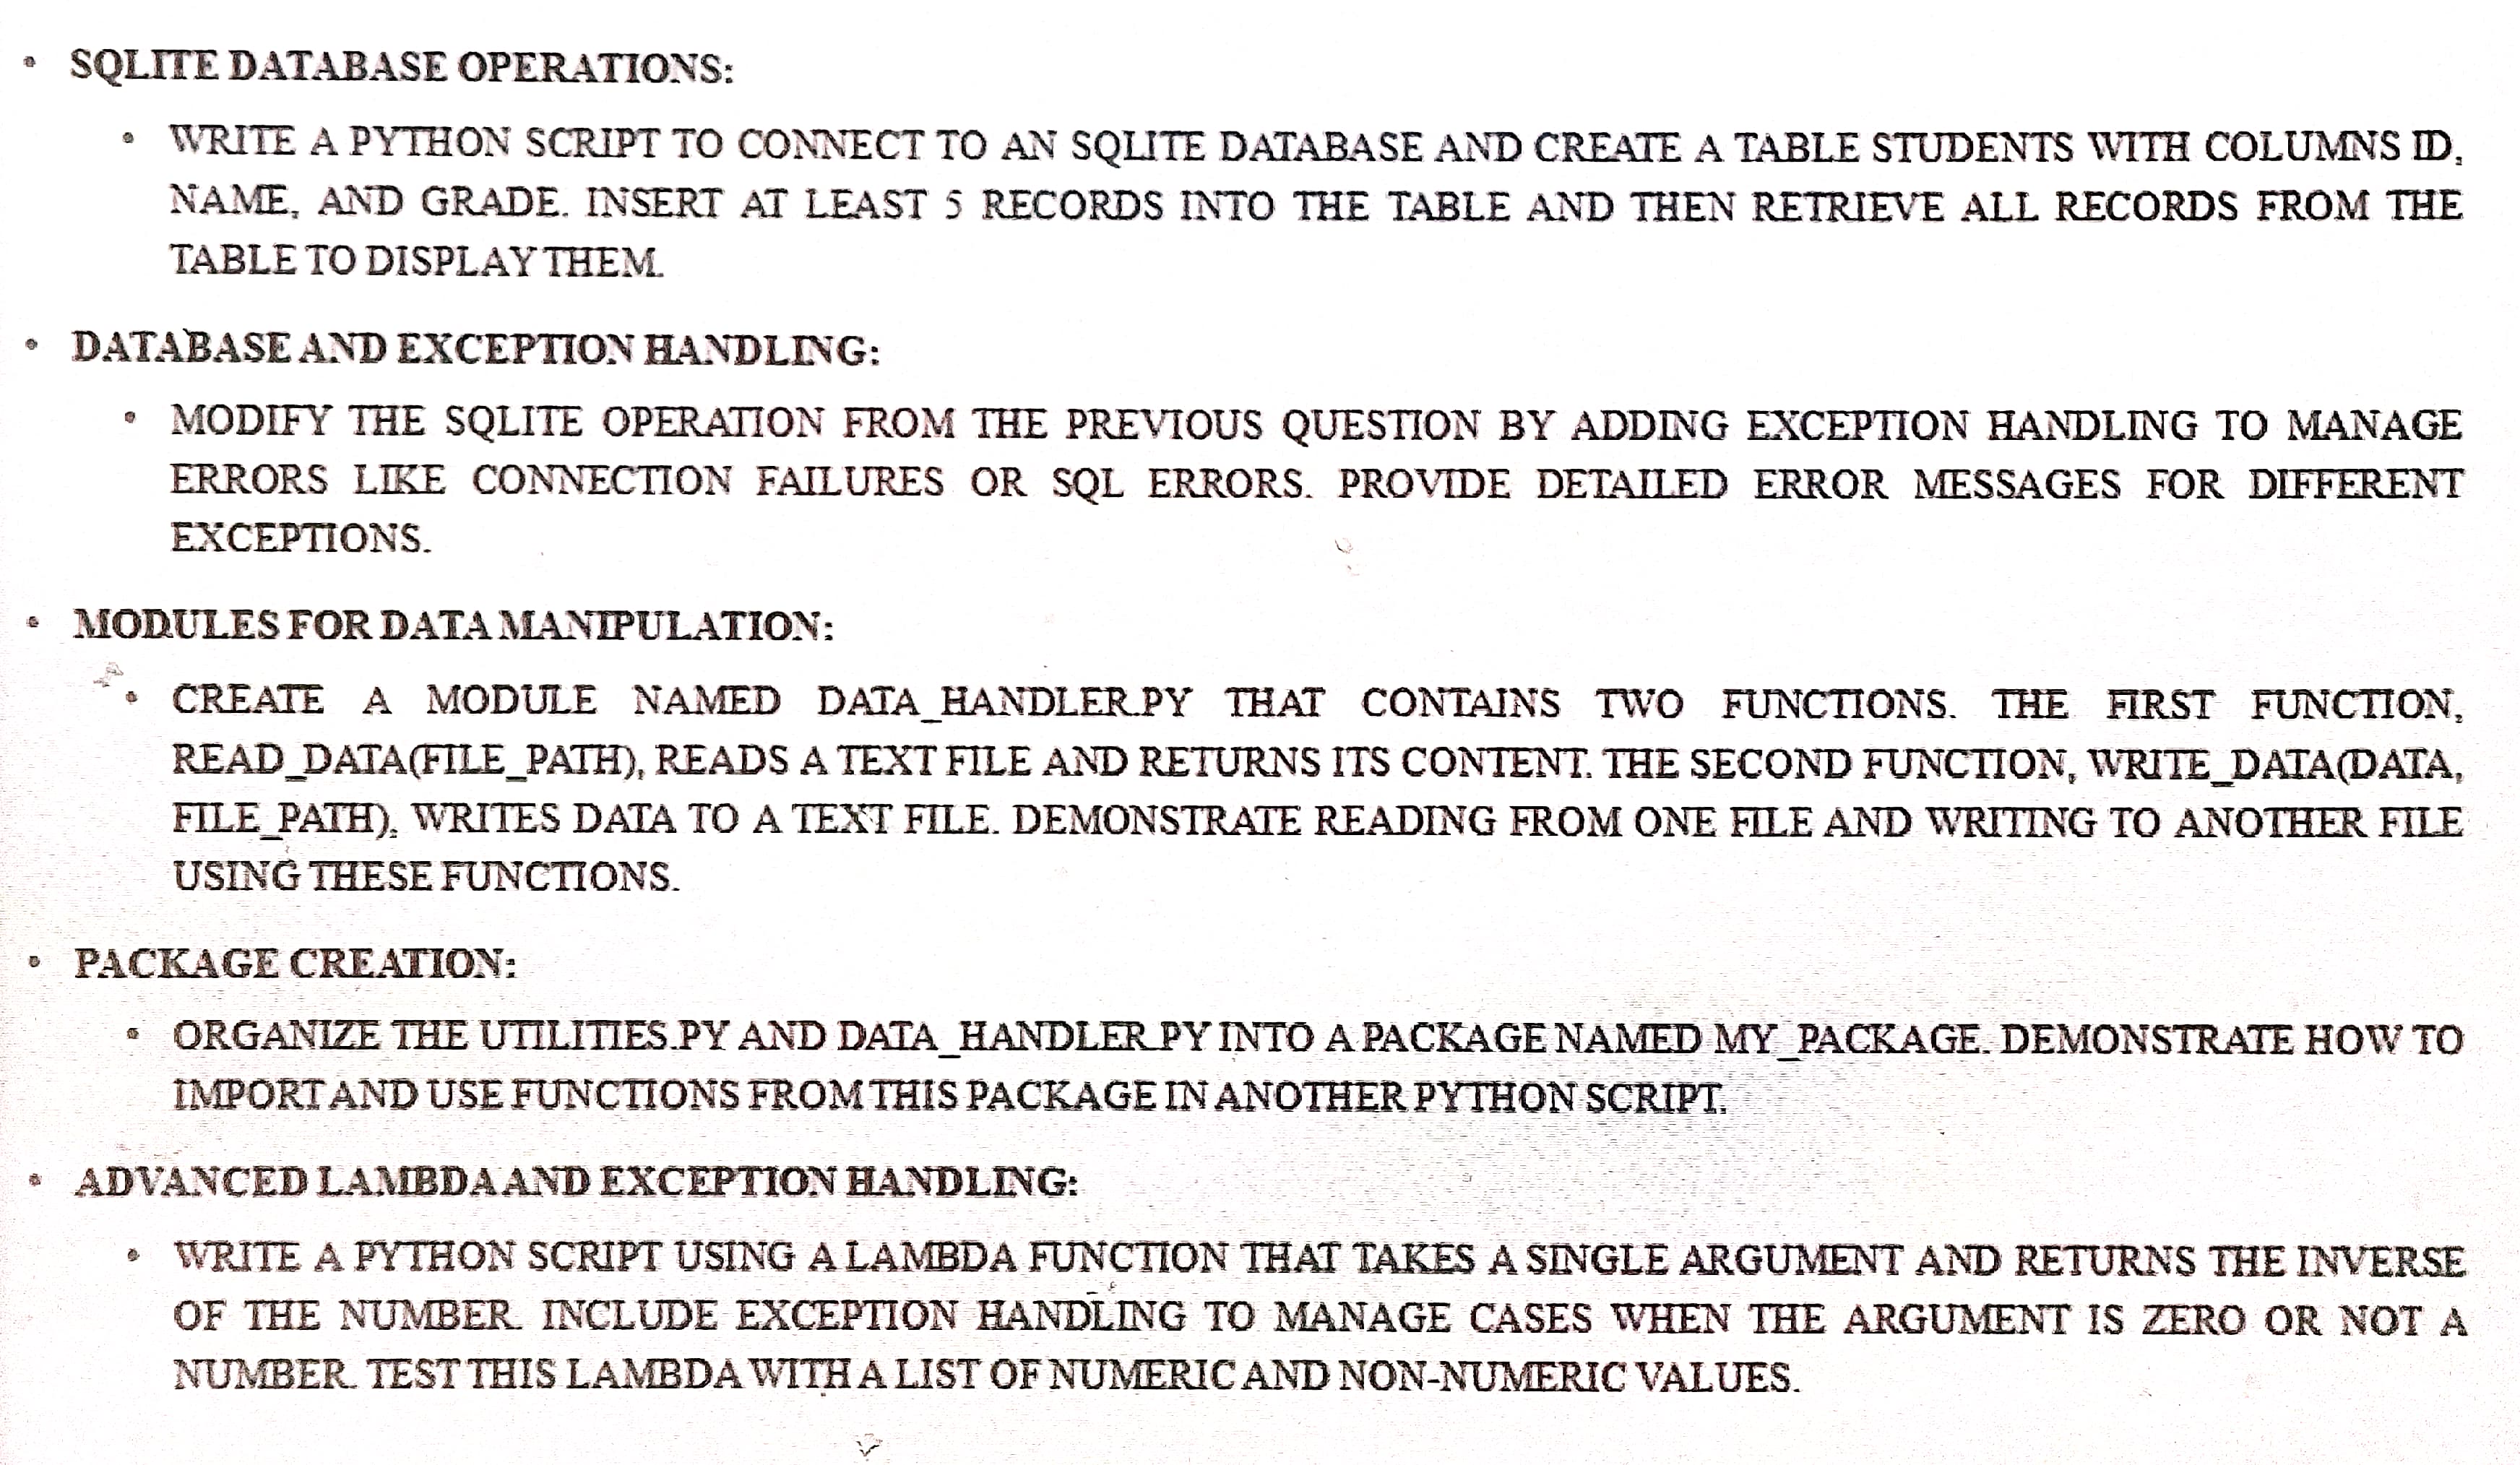 • SQLITE DATABASE OPERATIONS:
• WRITE A PYTHON SCRIPT TO CONNECT TO AN SQLITE DATABASE AND CREATE A TABLE STUDENTS WITH COLUMNS ID,
NAME, AND GRADE. INSERT AT LEAST 5 RECORDS INTO THE TABLE AND THEN RETRIEVE ALL RECORDS FROM THE
TABLE TO DISPLAY THEM.
• DATABASE AND EXCEPTION HANDLING:
• MODIFY THE SQLITE OPERATION FROM THE PREVIOUS QUESTION BY ADDING EXCEPTION HANDLING TO MANAGE
ERRORS LIKE CONNECTION FAILURES OR SQL ERRORS. PROVIDE DETAILED ERROR MESSAGES FOR DIFFERENT
EXCEPTIONS.
• MODULES FOR DATA MANIPULATION:
• CREATE A MODULE NAMED DATA_HANDLER.PY THAT CONTAINS TWO FUNCTIONS. THE FIRST FUNCTION,
READ_DATA(FILE_PATH), READS A TEXT FILE AND RETURNS ITS CONTENT. THE SECOND FUNCTION, WRITE_DATA(DATA,
FILE_PATH), WRITES DATA TO A TEXT FILE. DEMONSTRATE READING FROM ONE FILE AND WRITING TO ANOTHER FILE
USING THESE FUNCTIONS.
• PACKAGE CREATION:
• ORGANIZE THE UTILITIES.PY AND DATA_HANDLER.PY INTO A PACKAGE NAMED MY_PACKAGE. DEMONSTRATE HOW TO
IMPORT AND USE FUNCTIONS FROM THIS PACKAGE IN ANOTHER PYTHON SCRIPT.
• ADVANCED LAMBDA AND EXCEPTION HANDLING:
• WRITE A PYTHON SCRIPT USING A LAMBDA FUNCTION THAT TAKES A SINGLE ARGUMENT AND RETURNS THE INVERSE
OF THE NUMBER. INCLUDE EXCEPTION HANDLING TO MANAGE CASES WHEN THE ARGUMENT IS ZERO OR NOT A
NUMBER. TEST THIS LAMBDA WITH A LIST OF NUMERIC AND NON-NUMERIC VALUES.